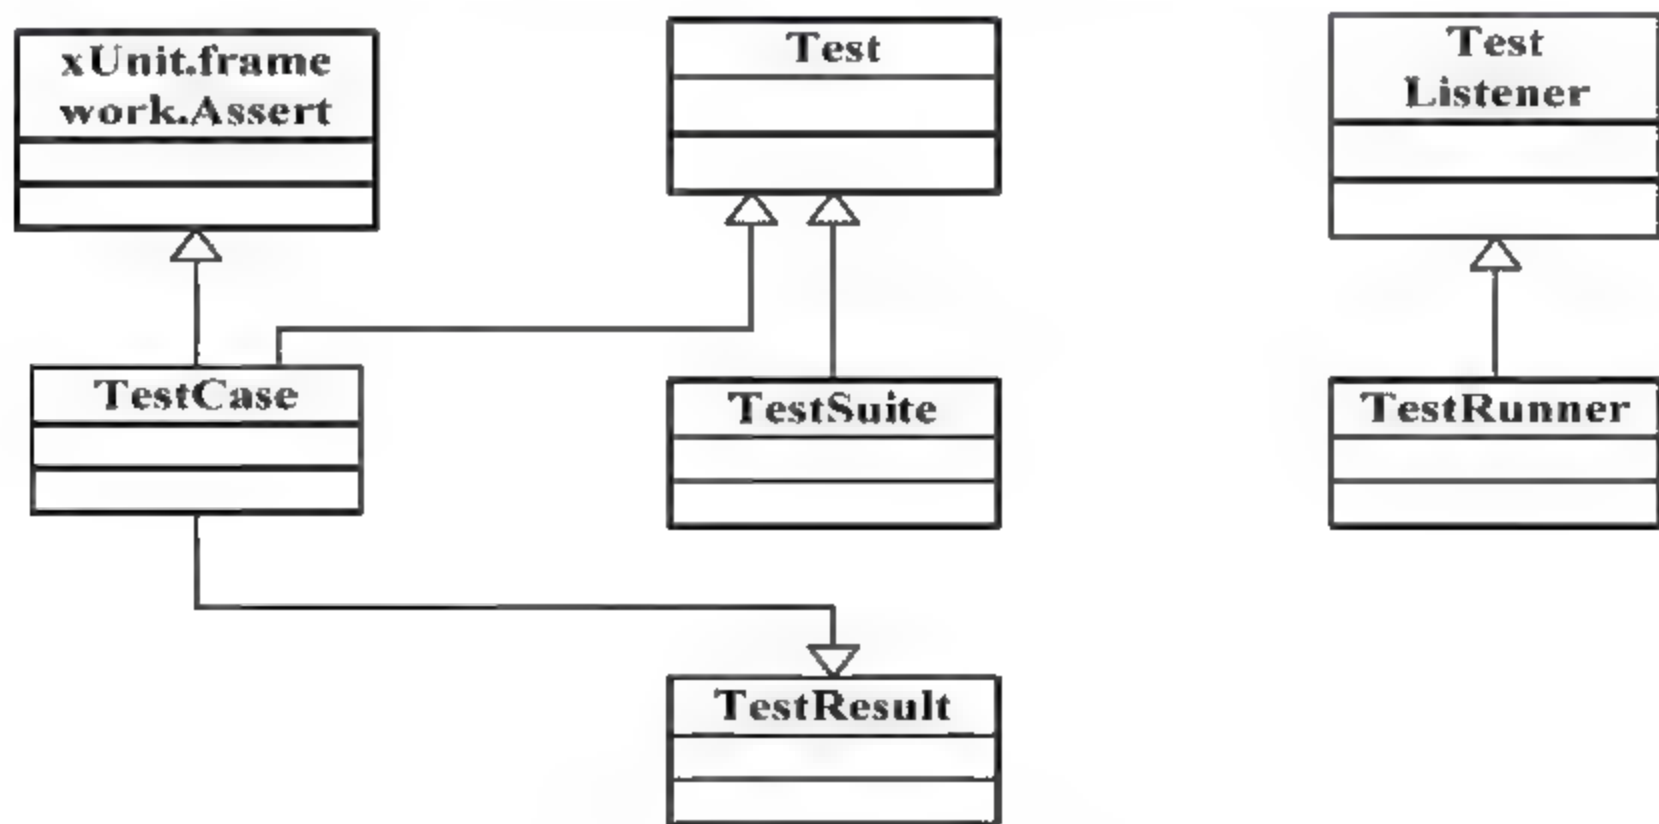 xUnit.frame
work.Assert
Test
Test
Listener
TestCase
TestSuite
TestRunner
TestResult